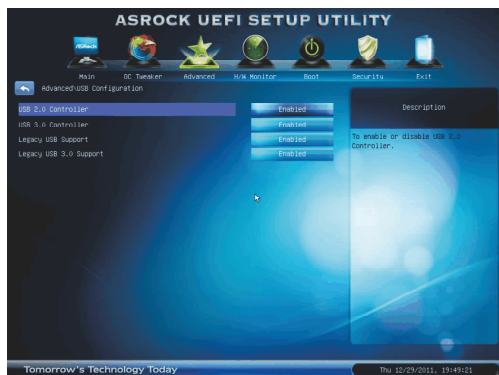 ASROCK UEFI SETUP UTILITY
ASRock
Main OC Tweaker Advanced H/W Monitor Boot Security Exit
Advanced\USB Configuration
USB 2.0 Controller Enabled
USB 3.0 Controller Enabled
Legacy USB Support Enabled
Legacy USB 3.0 Support Enabled
Description
To enable or disable USB 2.0
Controller.
Tomorrow's Technology Today
Thu 12/29/2011, 19:49:21